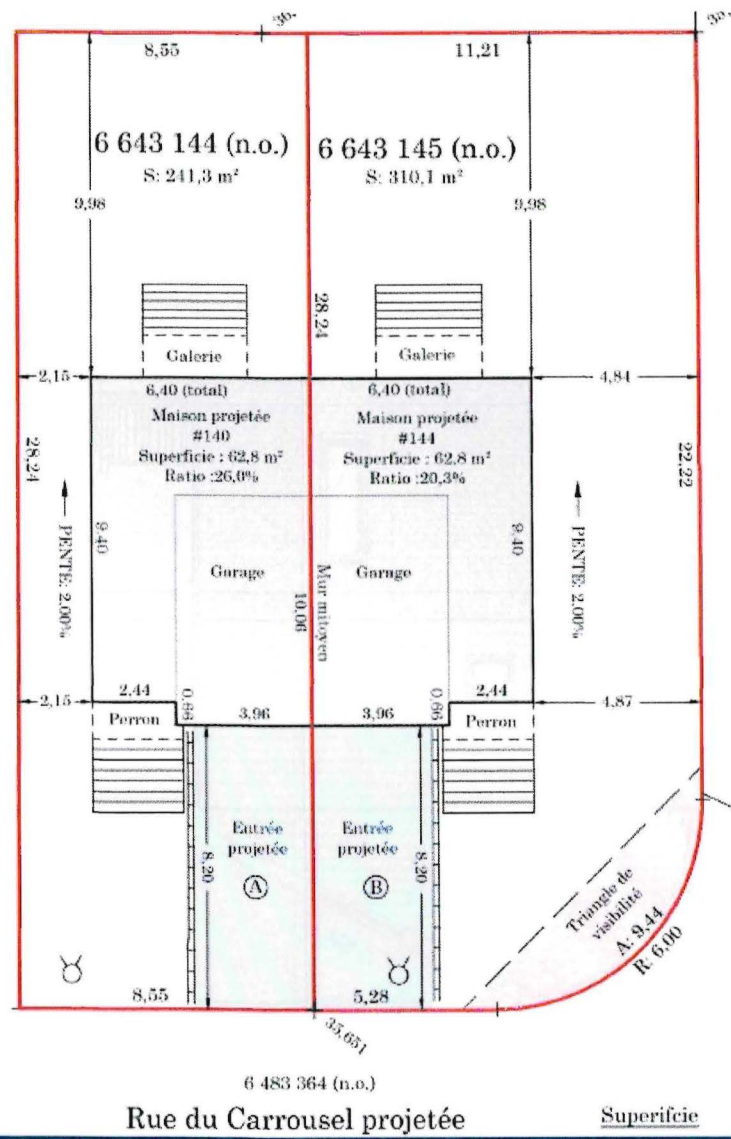 36.
35,
8,55
11,21
6 643 144 (n.o.)
S: 241,3 m²
6 643 145 (n.o.)
S: 310,1 m²
9,98
9,98
28,24
Galerie
Galerie
2,15
4,84
6,40 (total)
6,40 (total)
Maison projetée
#140
Superficie : 62,8 m²
Ratio :26,0%
Maison projetée
#144
Superficie : 62,8 m²
Ratio :20,3%
28,24
22,22
PENTE: 2.00%
9,40
Garage
10,06
Mur mitoyen
Garage
9,40
PENTE: 2.00%
2,15
2,44
0,66
3,96
3,96
0,66
2,44
4,87
Perron
Perron
8,20
Entrée
projetée
A
Entrée
projetée
B
8,20
Triangle de
visibilité
A: 9,44
R: 6,00
8,55
5,28
35,651
6 483 364 (n.o.)
Rue du Carrousel projetée
Superifcie